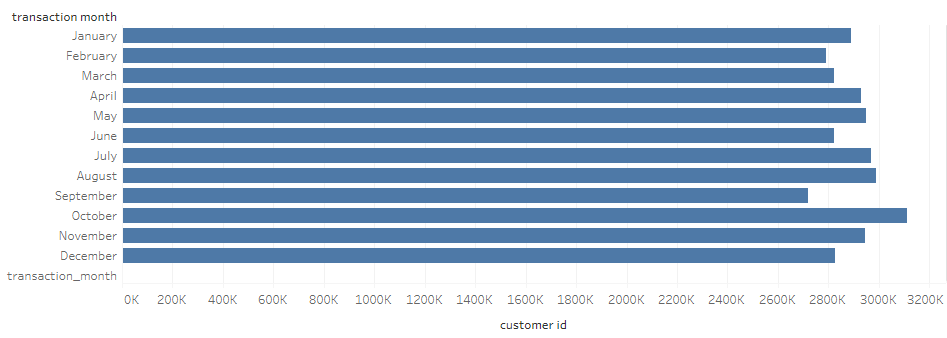 transaction month
January
February
March
April
May
June
July
August
September
October
November
December
transaction_month
0K 200K 400K 600K 800K 1000K 1200K 1400K 1600K 1800K 2000K 2200K 2400K 2600K 2800K 3000K 3200K
customer id